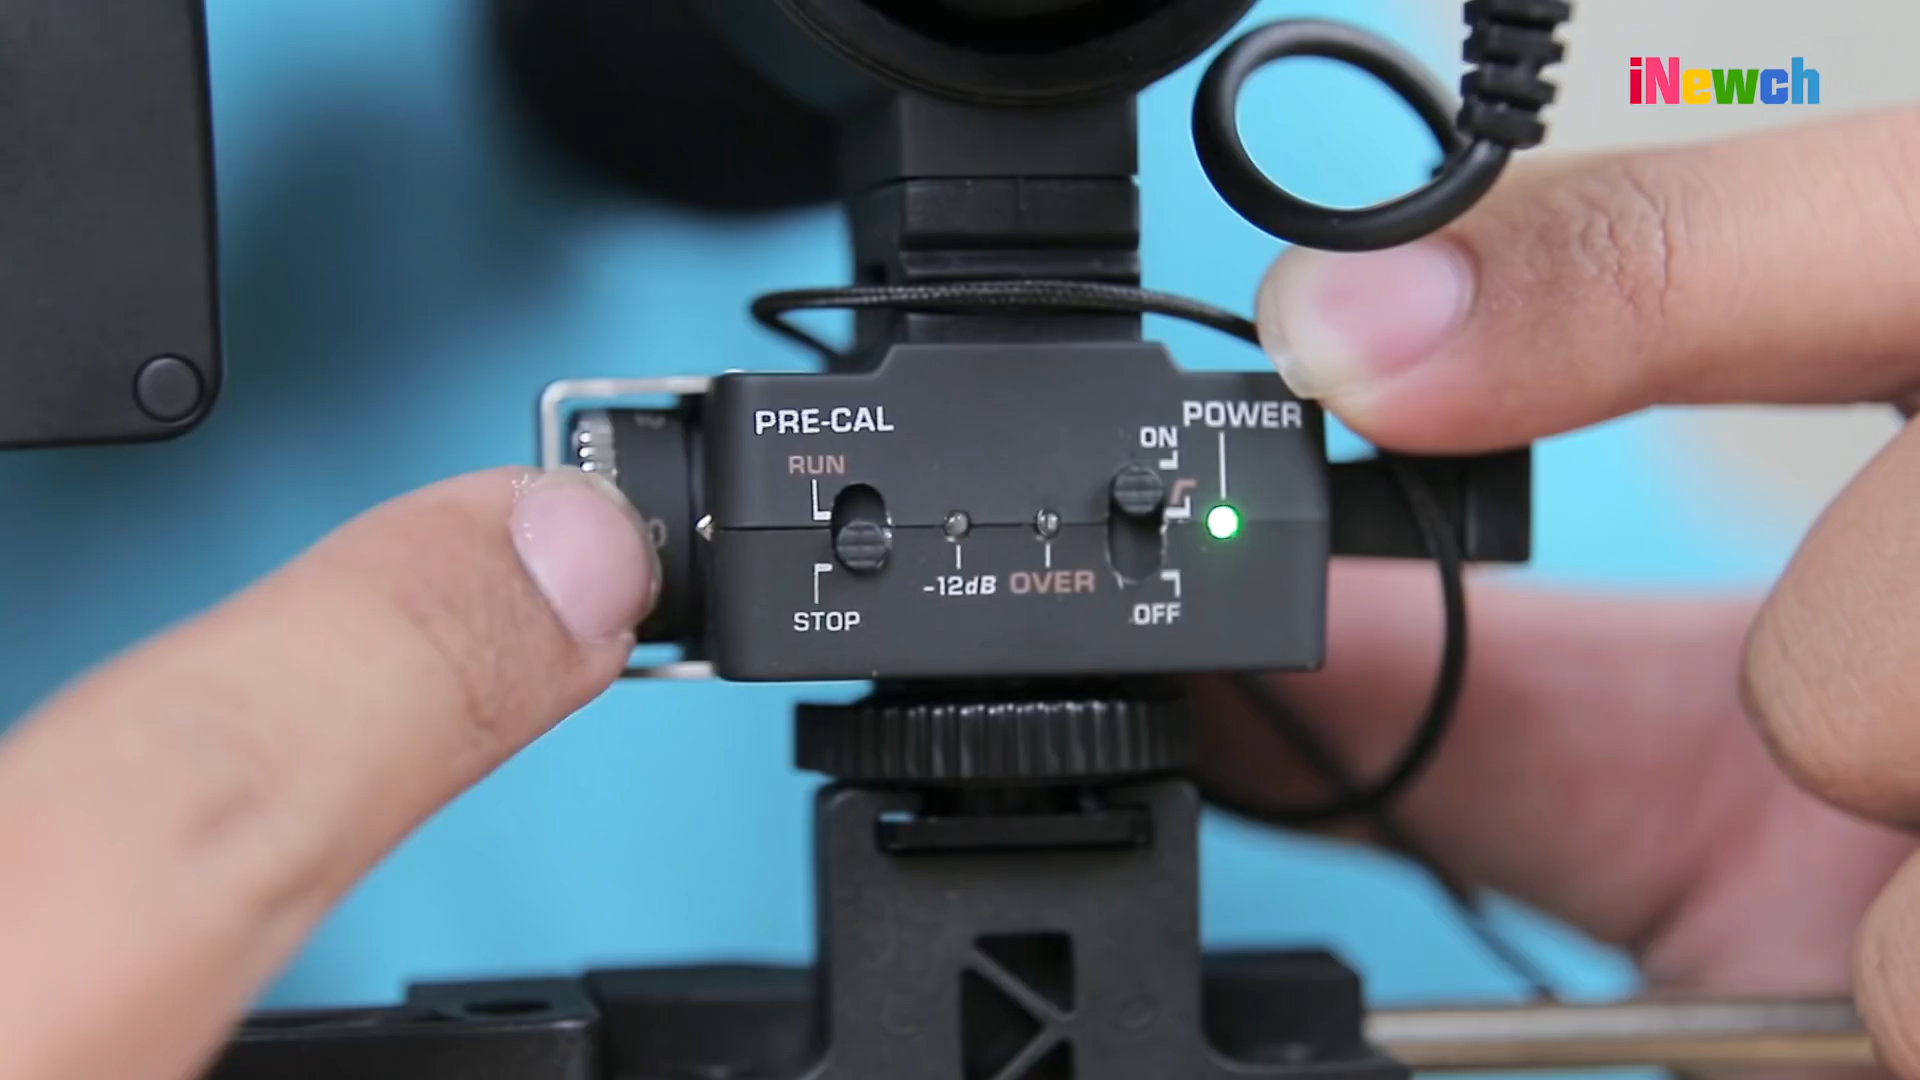 iNewch
PRE-CAL
POWER
ON
RUN
-12dB OVER
OFF
STOP